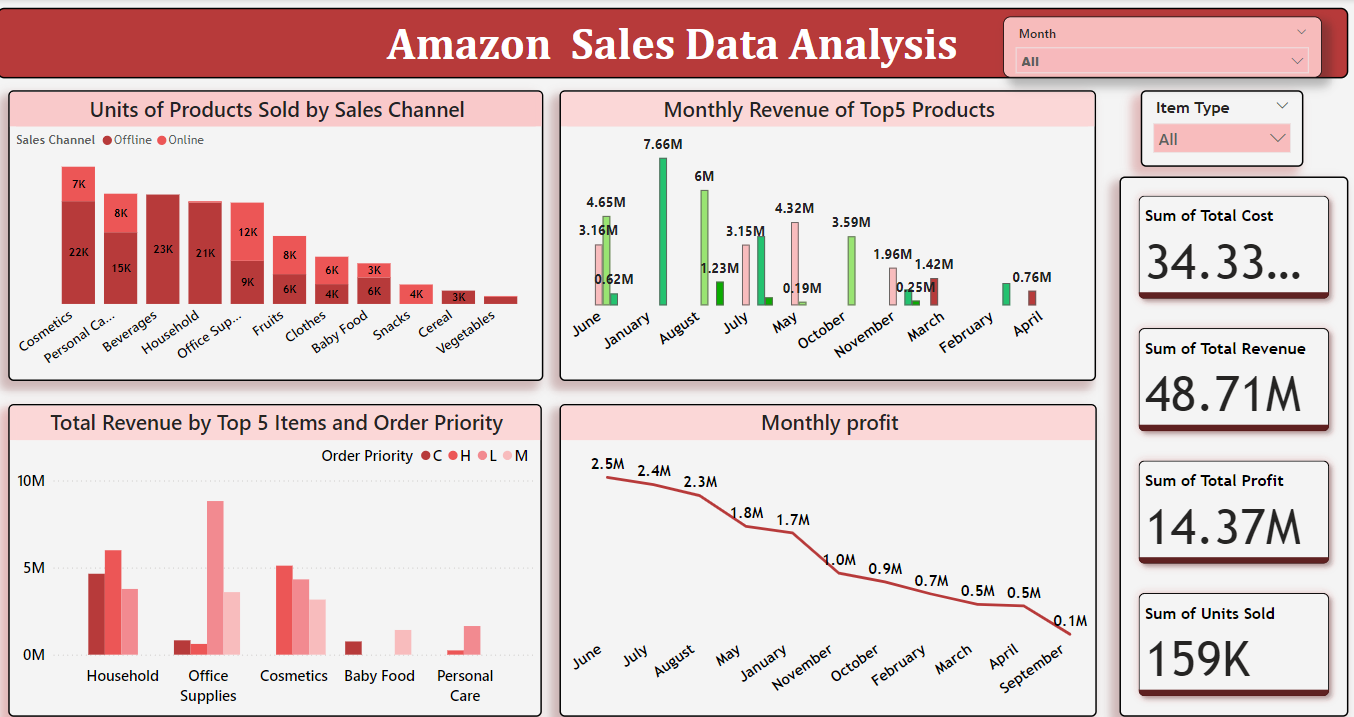 Amazon Sales Data Analysis
Month
All
Units of Products Sold by Sales Channel
Sales Channel Offline Online
7K
22K
8K
15K
23K
21K
12K
9K
8K
6K
6K
4K
3K
6K
4K
3K
Cosmetics
Personal Ca...
Beverages
Household
Office Sup...
Fruits
Clothes
Baby Food
Snacks
Cereal
Vegetables
Monthly Revenue of Top5 Products
7.66M
6M
4.65M
4.32M
3.16M
3.15M
3.59M
1.96M
1.42M
1.23M
0.62M
0.19M
0.25M
0.76M
June
January
August
July
May
October
November
March
February
April
Item Type
All
Sum of Total Cost
34.33...
Sum of Total Revenue
48.71M
Sum of Total Profit
14.37M
Sum of Units Sold
159K
Total Revenue by Top 5 Items and Order Priority
Order Priority C H L M
10M
5M
0M
Household
Office
Supplies
Cosmetics
Baby Food
Personal
Care
Monthly profit
2.5M
2.4M
2.3M
1.8M
1.7M
1.0M
0.9M
0.7M
0.5M
0.5M
0.1M
June
July
August
May
January
November
October
February
March
April
September